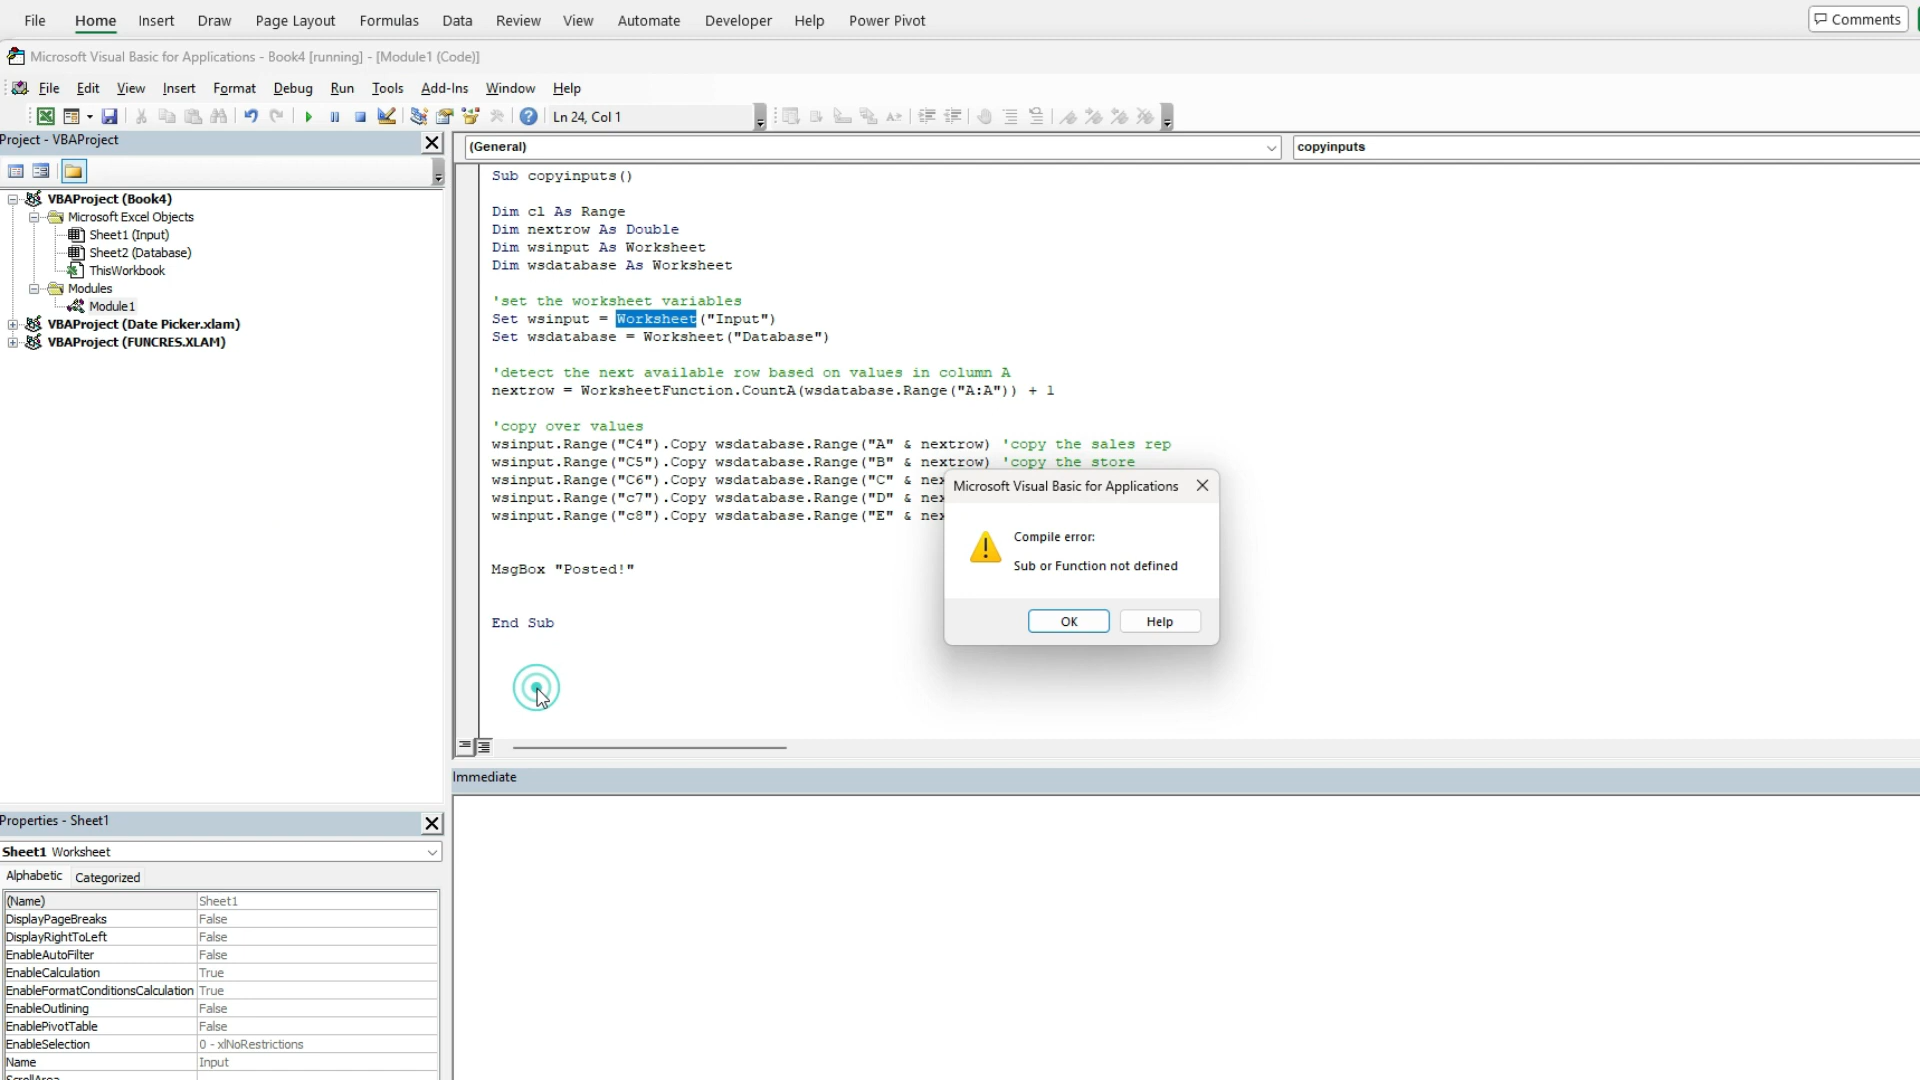 File Home Insert Draw Page Layout Formulas Data Review View Automate Developer Help Power Pivot Comments
Microsoft Visual Basic for Applications - Book4 [running] - [Module1 (Code)]
File Edit View Insert Format Debug Run Tools Add-Ins Window Help
Ln 24, Col 1
Project - VBAProject
(General) copyinputs
VBAProject (Book4)
Microsoft Excel Objects
Sheet1 (Input)
Sheet2 (Database)
ThisWorkbook
Modules
Module1
VBAProject (Date Picker.xlam)
VBAProject (FUNCRES.XLAM)
Sub copyinputs()
Dim cl As Range
Dim nextrow As Double
Dim wsinput As Worksheet
Dim wsdatabase As Worksheet
'set the worksheet variables
Set wsinput = Worksheet("Input")
Set wsdatabase = Worksheet("Database")
'detect the next available row based on values in column A
nextrow = WorksheetFunction.CountA(wsdatabase.Range("A:A")) + 1
'copy over values
wsinput.Range("C4").Copy wsdatabase.Range("A" & nextrow) 'copy the sales rep
wsinput.Range("C5").Copy wsdatabase.Range("B" & nextrow) 'copy the store
wsinput.Range("C6").Copy wsdatabase.Range("C" & nex
wsinput.Range("c7").Copy wsdatabase.Range("D" & nex
wsinput.Range("c8").Copy wsdatabase.Range("E" & nex
MsgBox "Posted!"
End Sub
Microsoft Visual Basic for Applications
Compile error:
Sub or Function not defined
OK Help
Immediate
Properties - Sheet1
Sheet1 Worksheet
Alphabetic Categorized
(Name) Sheet1
DisplayPageBreaks False
DisplayRightToLeft False
EnableAutoFilter False
EnableCalculation True
EnableFormatConditionsCalculation True
EnableOutlining False
EnablePivotTable False
EnableSelection 0 - xlNoRestrictions
Name Input